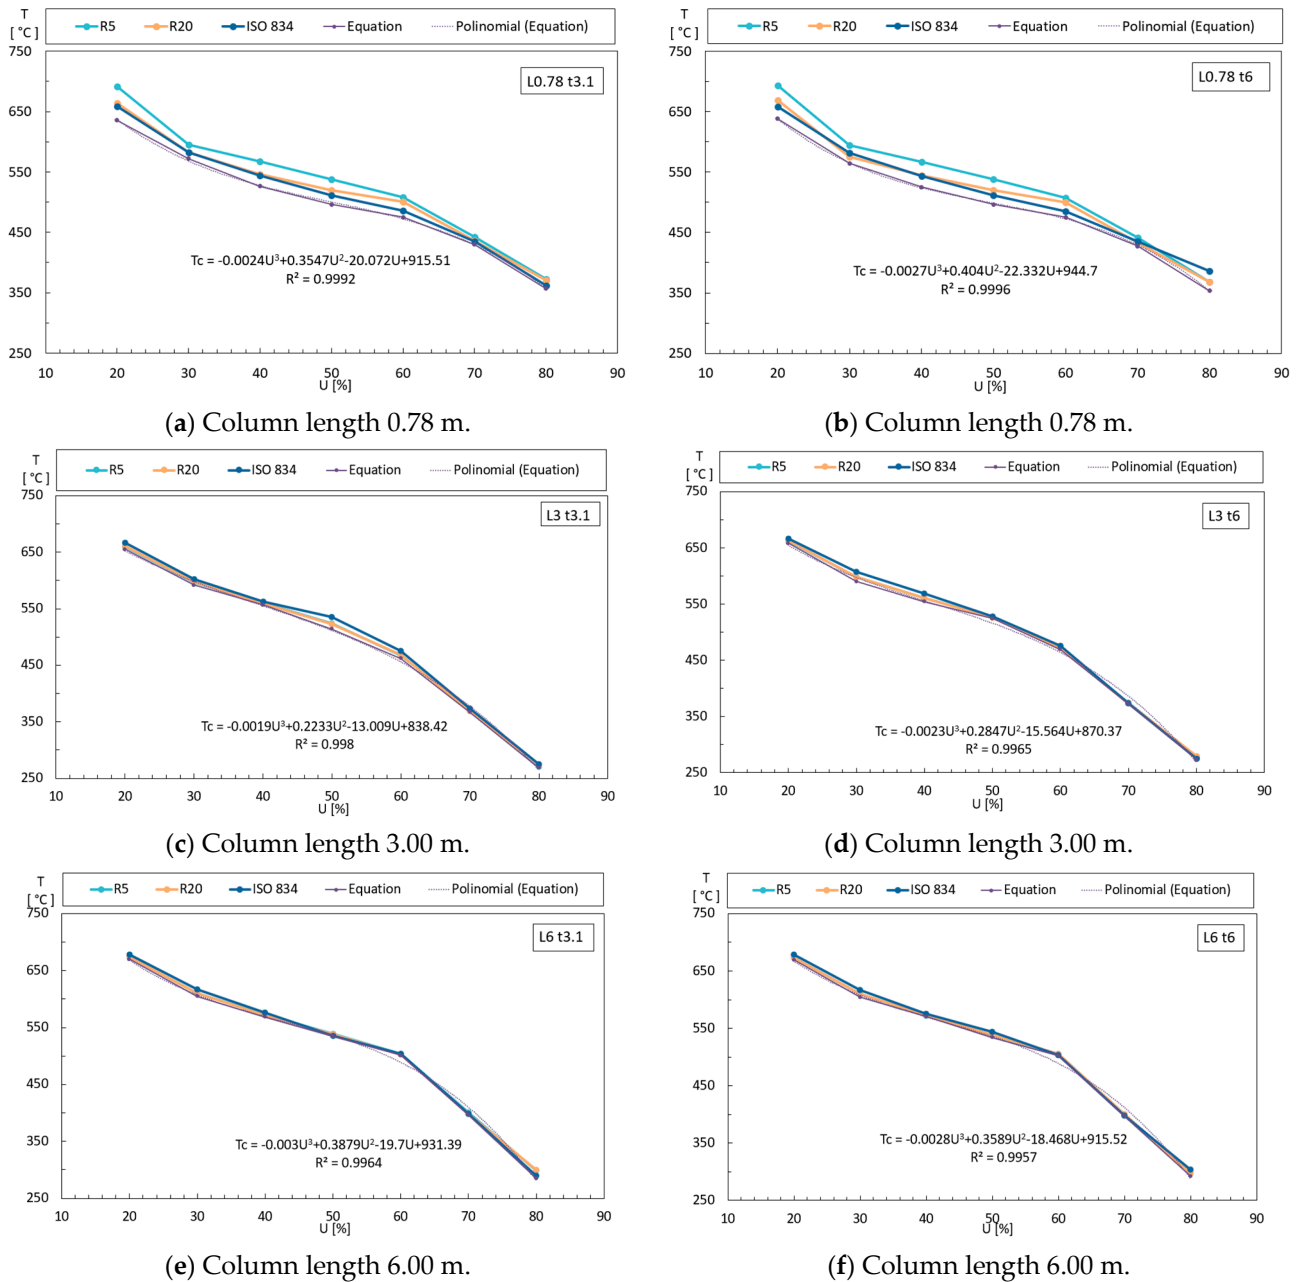 T
[ °C ]
R5 R20 ISO 834 Equation Polinomial (Equation)
L0.78 t3.1
750
650
550
450
350
250
Tc = -0.0024U³+0.3547U²-20.072U+915.51
R² = 0.9992
10 20 30 40 50 60 70 80 90
U [%]
(a) Column length 0.78 m.
T
[ °C ]
R5 R20 ISO 834 Equation Polinomial (Equation)
L0.78 t6
750
650
550
450
350
250
Tc = -0.0027U³+0.404U²-22.332U+944.7
R² = 0.9996
10 20 30 40 50 60 70 80 90
U [%]
(b) Column length 0.78 m.
T
[ °C ]
R5 R20 ISO 834 Equation Polinomial (Equation)
L3 t3.1
750
650
550
450
350
250
Tc = -0.0019U³+0.2233U²-13.009U+838.42
R² = 0.998
10 20 30 40 50 60 70 80 90
U [%]
(c) Column length 3.00 m.
T
[ °C ]
R5 R20 ISO 834 Equation Polinomial (Equation)
L3 t6
750
650
550
450
350
250
Tc = -0.0023U³+0.2847U²-15.564U+870.37
R² = 0.9965
10 20 30 40 50 60 70 80 90
U [%]
(d) Column length 3.00 m.
T
[ °C ]
R5 R20 ISO 834 Equation Polinomial (Equation)
L6 t3.1
750
650
550
450
350
250
Tc = -0.003U³+0.3879U²-19.7U+931.39
R² = 0.9964
10 20 30 40 50 60 70 80 90
U [%]
(e) Column length 6.00 m.
T
[ °C ]
R5 R20 ISO 834 Equation Polinomial (Equation)
L6 t6
750
650
550
450
350
250
Tc = -0.0028U³+0.3589U²-18.468U+915.52
R² = 0.9957
10 20 30 40 50 60 70 80 90
U [%]
(f) Column length 6.00 m.